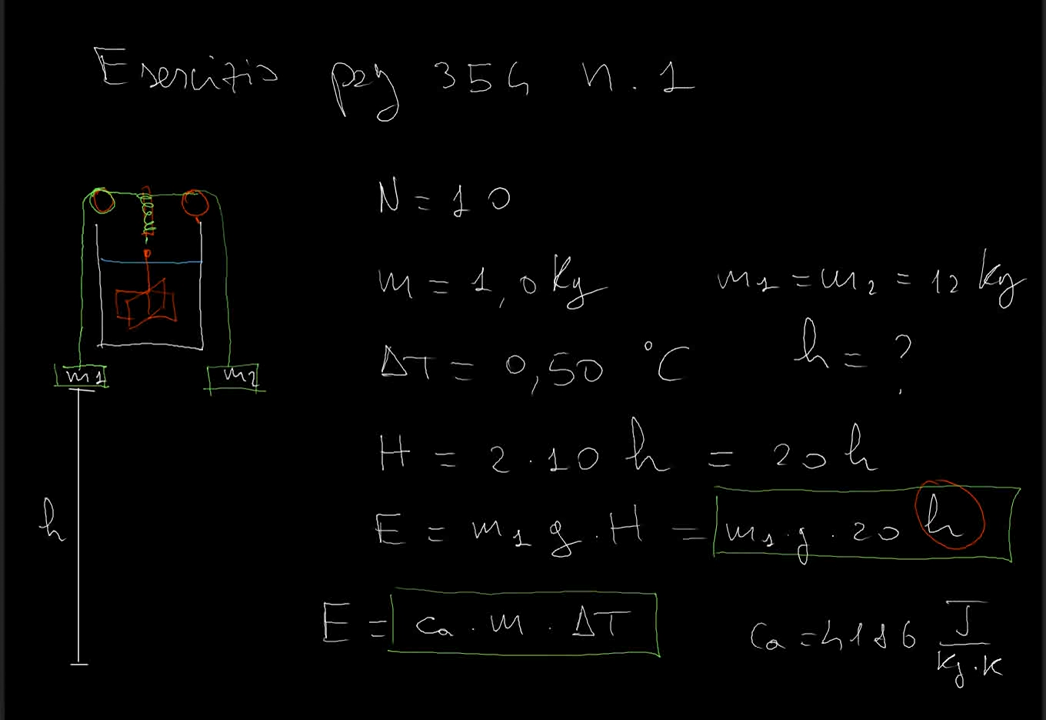 Esercizio pag 354 n. 1
N = 10
m = 1,0 Kg m1 = m2 = 12 Kg
ΔT = 0,50 °C h = ?
m1 m2
H = 2 · 10 h = 20 h
h
E = m1 g · H = m1 · g · 20 h
E = ca · m · ΔT ca = 4186 J / Kg · K